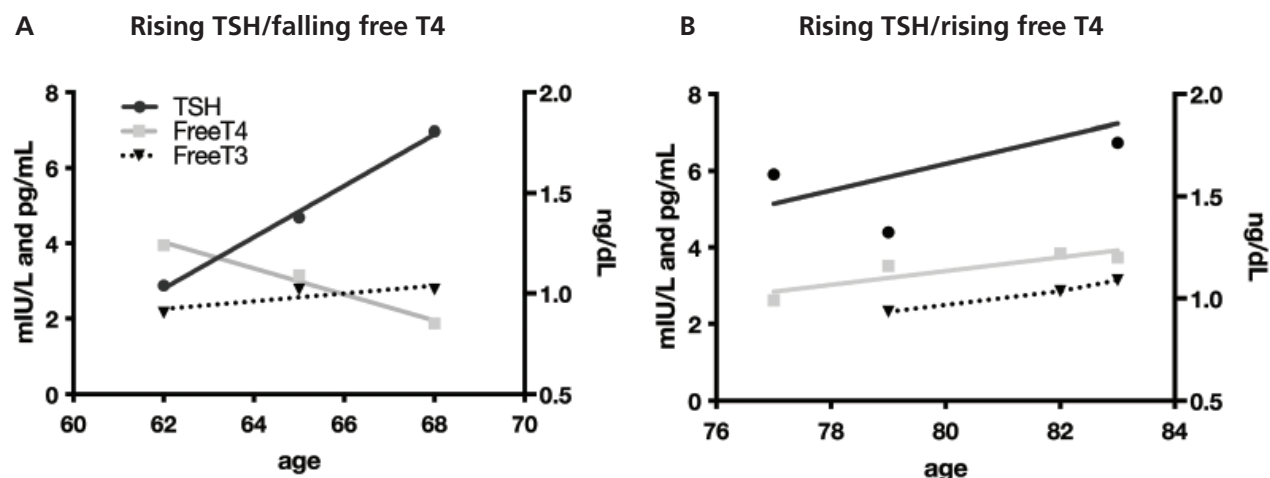 A Rising TSH/falling free T4
mIU/L and pg/mL
8
6
4
2
0
TSH
FreeT4
FreeT3
2.0
1.5
1.0
0.5
ng/dL
60 62 64 66 68 70
age
B Rising TSH/rising free T4
mIU/L and pg/mL
8
6
4
2
0
2.0
1.5
1.0
0.5
ng/dL
76 78 80 82 84
age